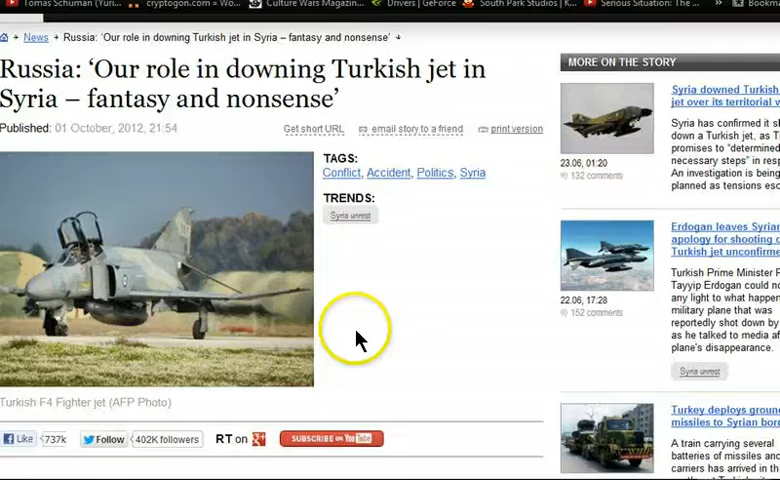 Tomas Schuman (Yuri...
cryptogon.com » Wo...
Culture Wars Magazin...
Drivers | GeForce
South Park Studios | K...
Serious Situation: The ...
»
Bookma
News → Russia: ‘Our role in downing Turkish jet in Syria – fantasy and nonsense’
Russia: ‘Our role in downing Turkish jet in
Syria – fantasy and nonsense’
Published: 01 October, 2012, 21:54
Get short URL
email story to a friend
print version
TAGS:
Conflict, Accident, Politics, Syria
TRENDS:
Syria unrest
Turkish F4 Fighter jet (AFP Photo)
Like
737k
Follow
402K followers
RT on
SUBSCRIBE ON YouTube
MORE ON THE STORY
Syria downed Turkish
jet over its territorial w
Syria has confirmed it sh
down a Turkish jet, as T
promises to “determined
necessary steps” in resp
An investigation is being
planned as tensions esc
23.06, 01:20
132 comments
Erdogan leaves Syrian
apology for shooting d
Turkish jet unconfirme
Turkish Prime Minister R
Tayyip Erdogan could no
any light to what happen
military plane that was
reportedly shot down by
as he talked to media af
plane's disappearance.
22.06, 17:28
152 comments
Syria unrest
Turkey deploys groun
missiles to Syrian bord
A train carrying several
batteries of missiles and
carriers has arrived in th